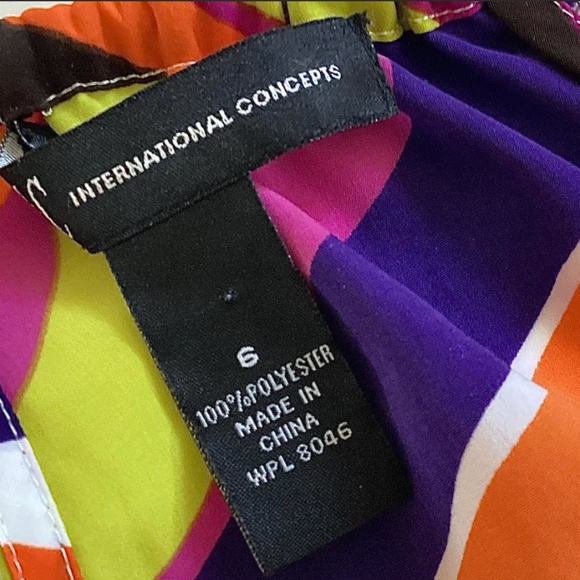 INTERNATIONAL CONCEPTS
6
100%POLYESTER
MADE IN
CHINA
WPL 8046